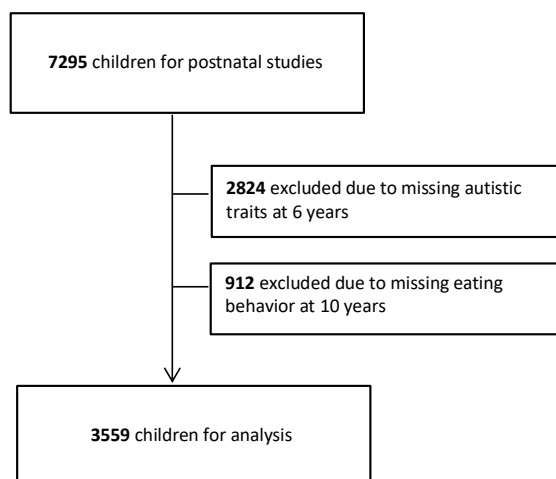 7295 children for postnatal studies
2824 excluded due to missing autistic
traits at 6 years
912 excluded due to missing eating
behavior at 10 years
3559 children for analysis